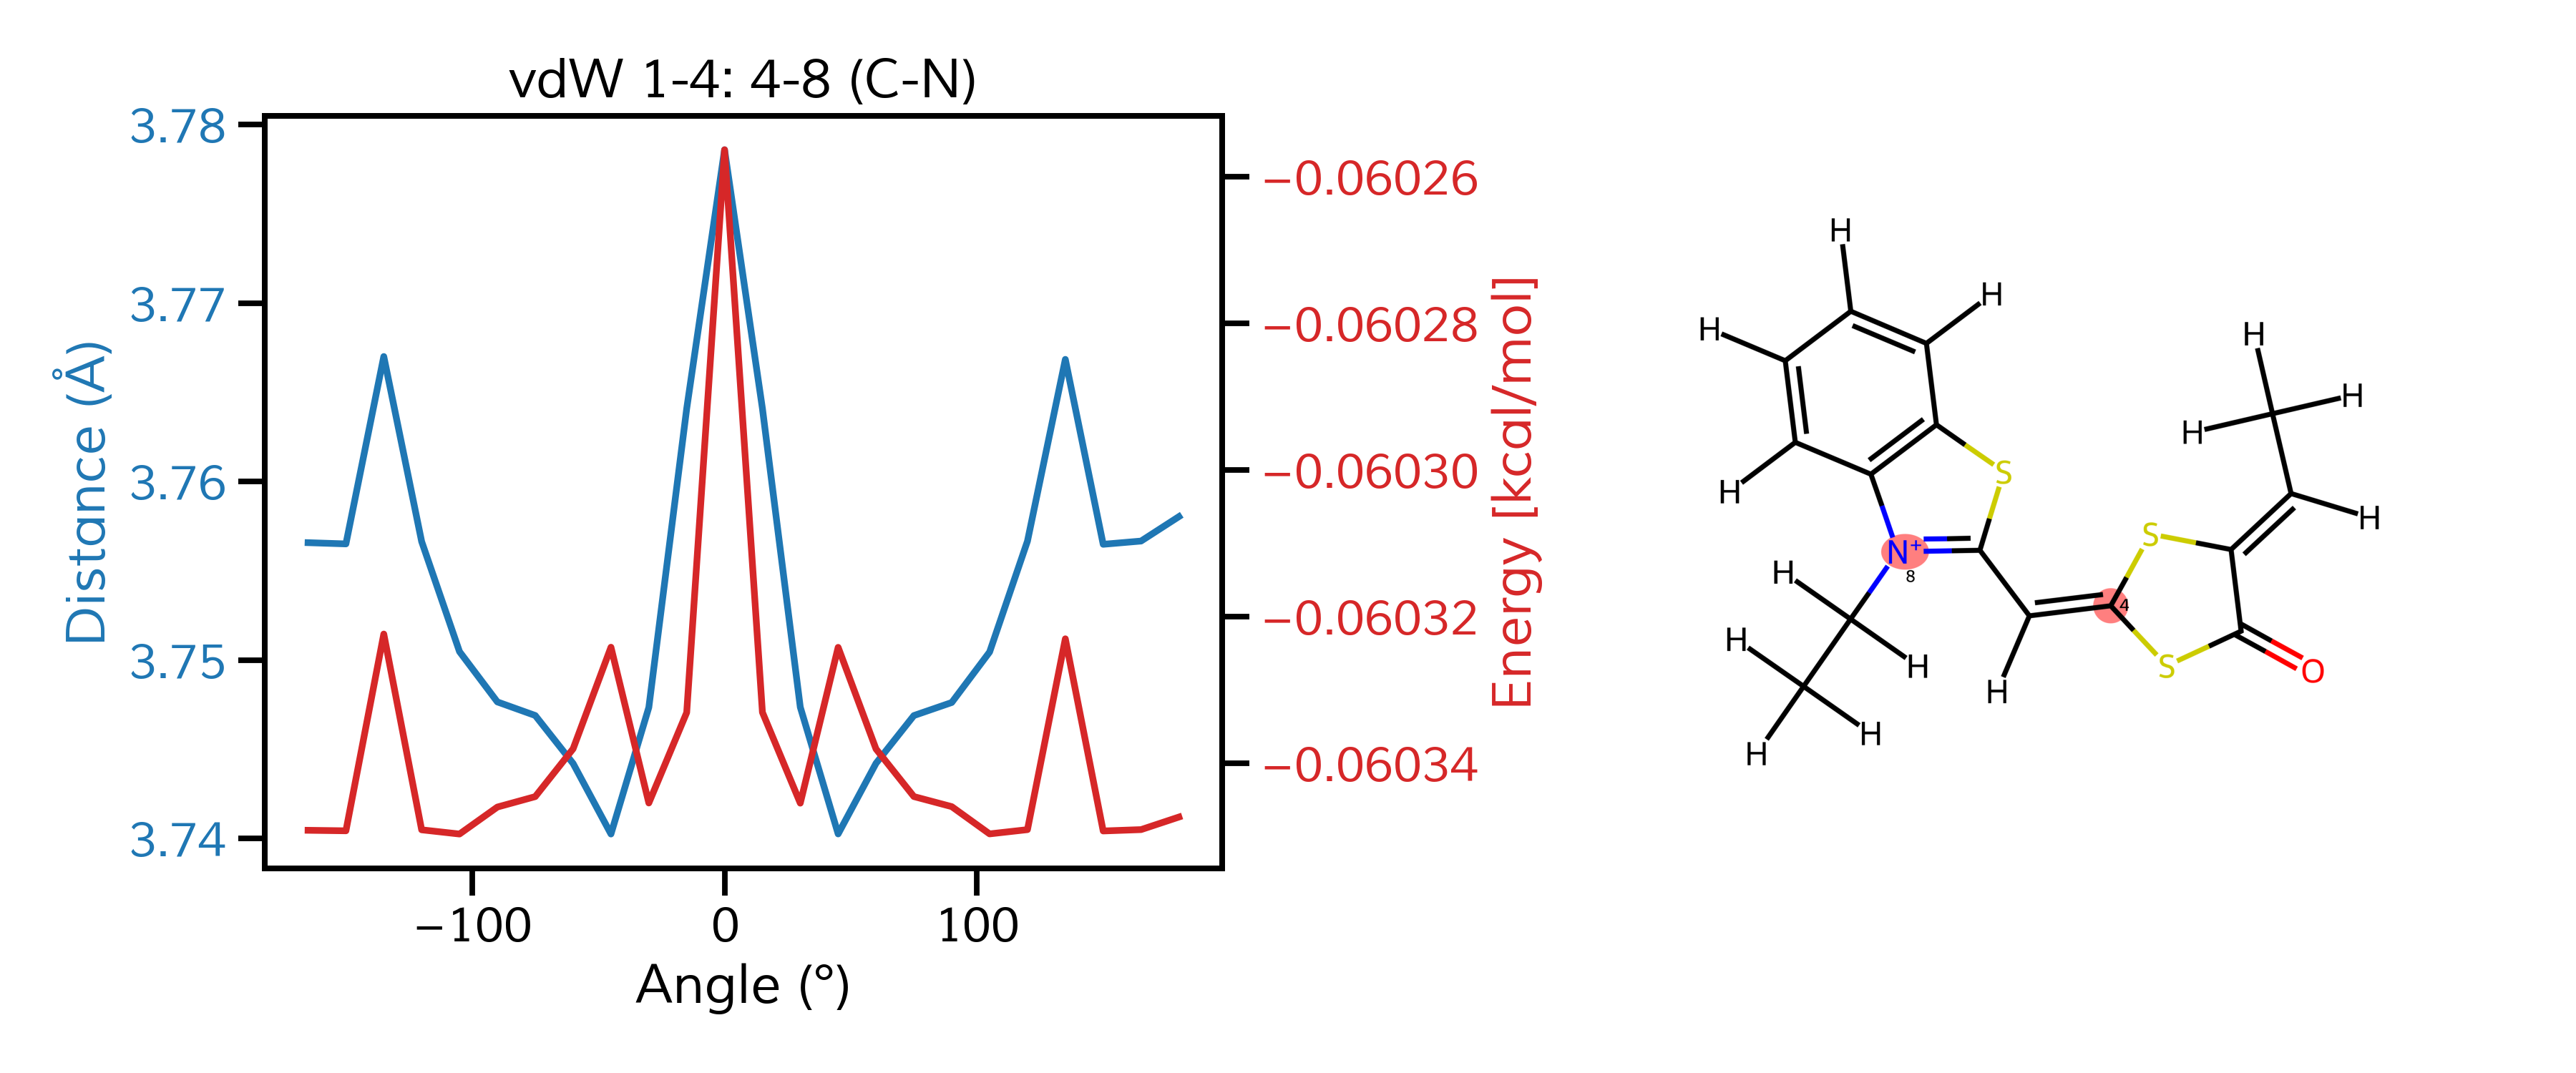 vdW 1-4: 4-8 (C-N)
3.78
3.77
3.76
3.75
3.74
Distance (Å)
−100
0
100
Angle (°)
−0.06026
−0.06028
−0.06030
−0.06032
−0.06034
Energy [kcal/mol]
H
H
H
H
H
H
H
S
H
S
H
N+
8
H
4
H
H
S
O
H
H
H